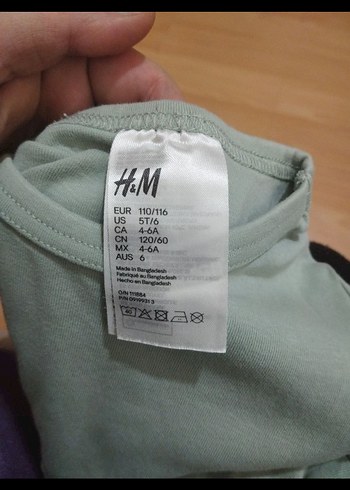 H&M
EUR 110/116
US 5T/6
CA 4-6A
CN 120/60
MX 4-6A
AUS 6
Made in Bangladesh
Fabriqué au Bangladesh
Hecho en Bangladesh